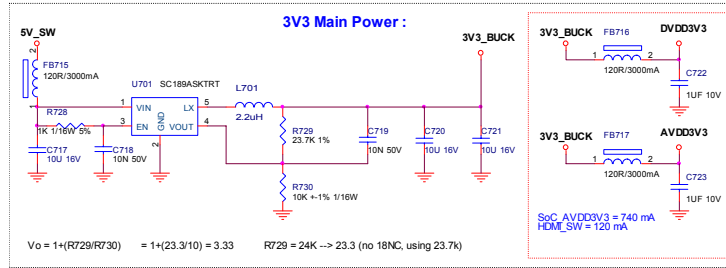 3V3 Main Power :
5V_SW
2
FB715
120R/3000mA
1
R728
1K 1/16W 5%
C717
10U 16V
C718
10N 50V
U701 SC189ASKTRT
1 VIN LX 5
3 EN VOUT 4
GND
2
L701
2.2uH
R729
23.7K 1%
R730
10K +-1% 1/16W
C719
10N 50V
C720
10U 16V
C721
10U 16V
3V3_BUCK
3V3_BUCK FB716 DVDD3V3
1 2
120R/3000mA
C722
1UF 10V
3V3_BUCK FB717 AVDD3V3
1 2
120R/3000mA
C723
1UF 10V
SoC_AVDD3V3 = 740 mA
HDMI_SW = 120 mA
Vo = 1+(R729/R730) = 1+(23.3/10) = 3.33 R729 = 24K --> 23.3 (no 18NC, using 23.7k)